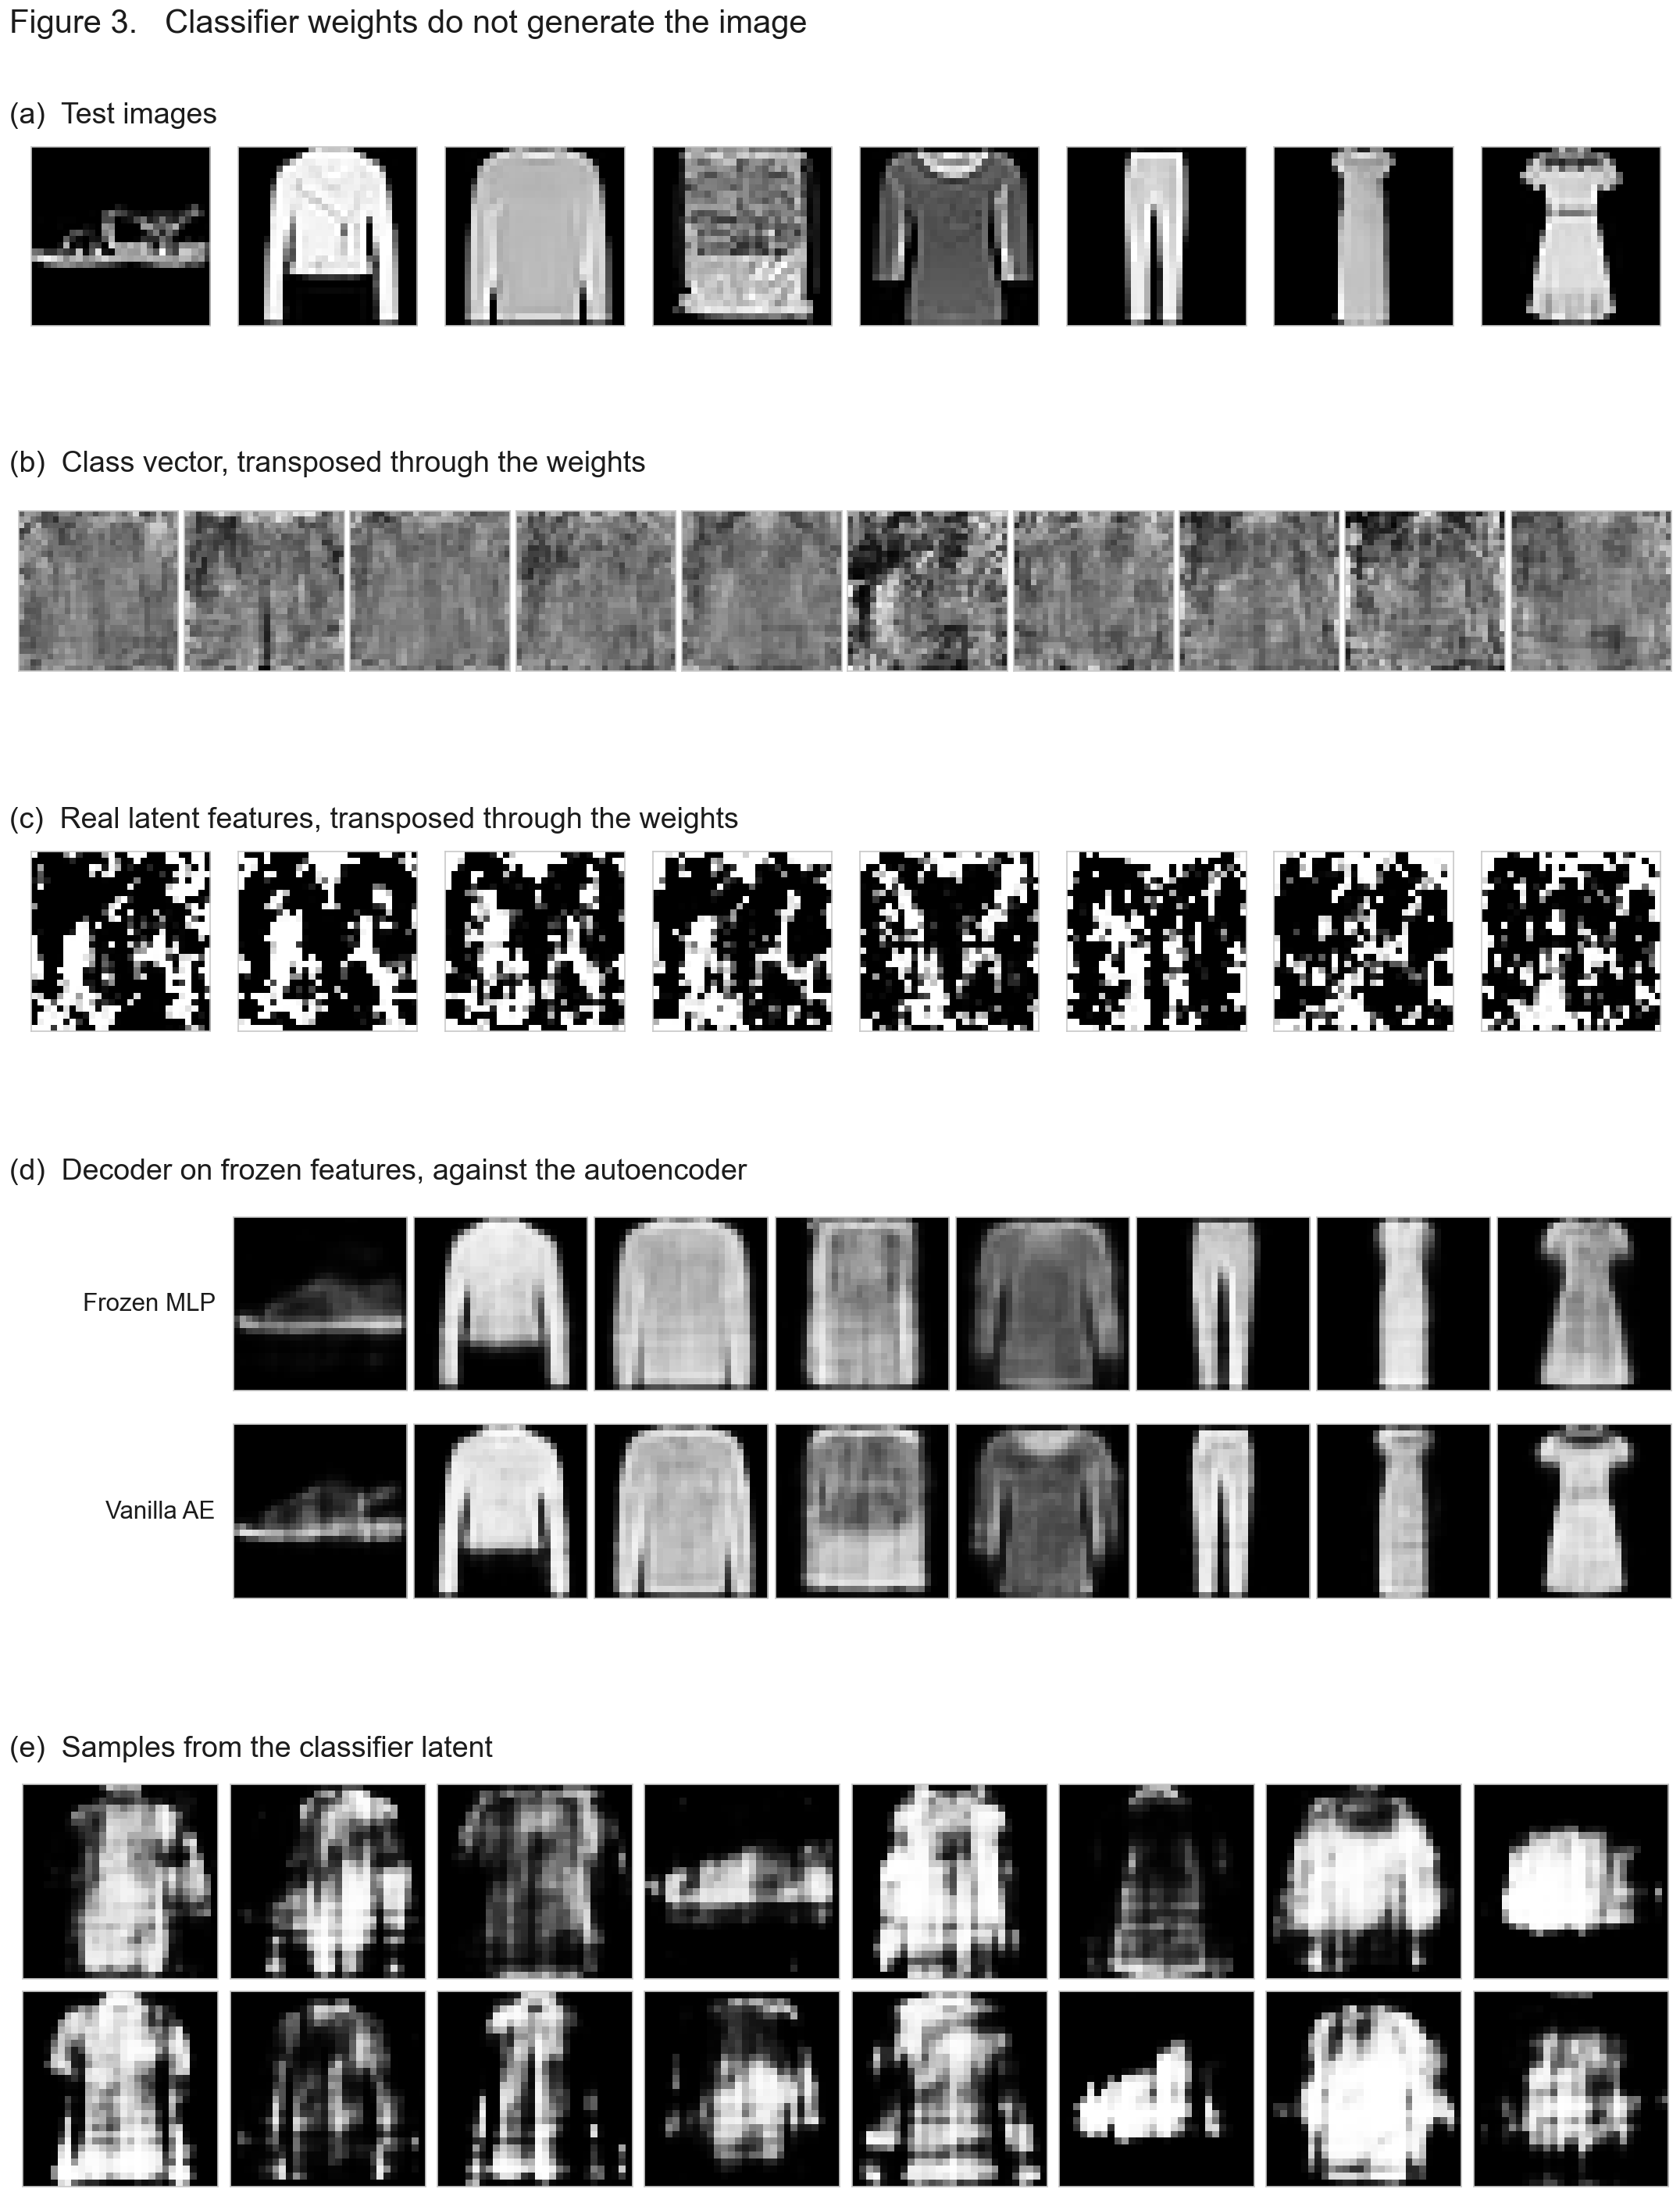 Figure 3. Classifier weights do not generate the image
(a) Test images
(b) Class vector, transposed through the weights
(c) Real latent features, transposed through the weights
(d) Decoder on frozen features, against the autoencoder
Frozen MLP
Vanilla AE
(e) Samples from the classifier latent